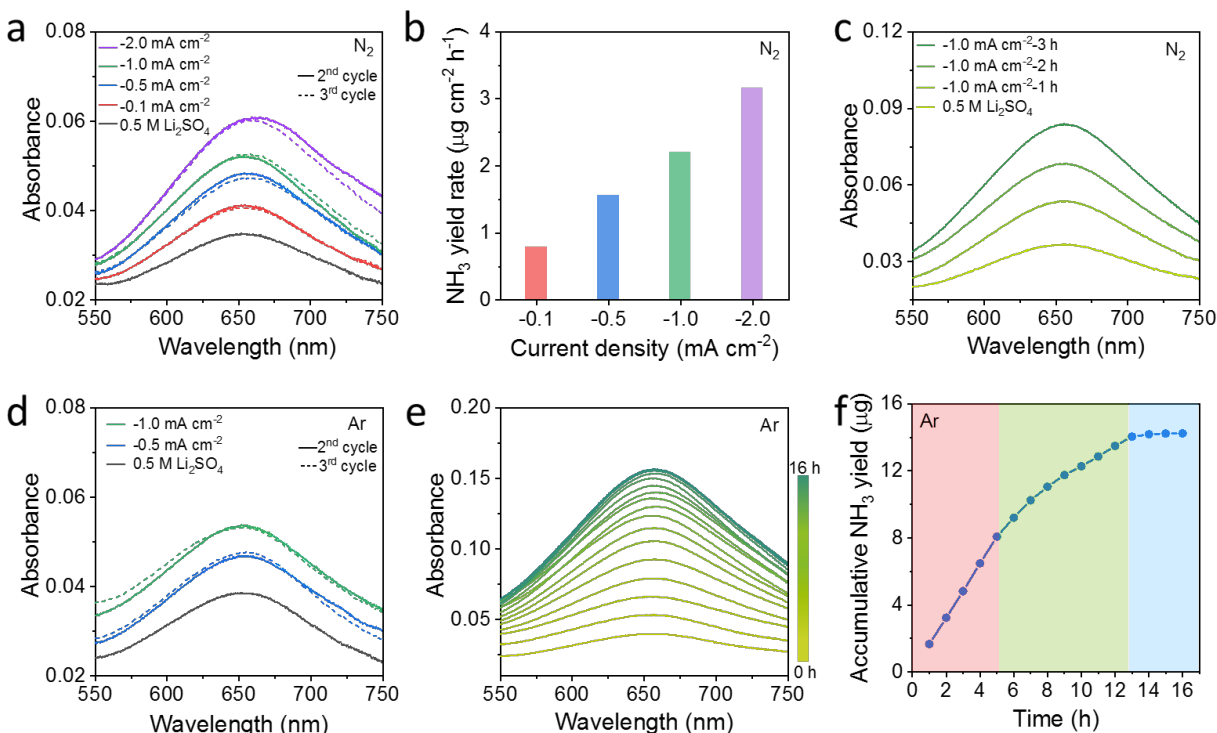 a
-2.0 mA cm⁻²
-1.0 mA cm⁻²
-0.5 mA cm⁻²
-0.1 mA cm⁻²
0.5 M Li₂SO₄
N₂
2ⁿᵈ cycle
3ʳᵈ cycle
0.08
0.06
0.04
0.02
Absorbance
550 600 650 700 750
Wavelength (nm)
b
N₂
4
3
2
1
0
NH₃ yield rate (μg cm⁻² h⁻¹)
-0.1 -0.5 -1.0 -2.0
Current density (mA cm⁻²)
c
-1.0 mA cm⁻²-3 h
-1.0 mA cm⁻²-2 h
-1.0 mA cm⁻²-1 h
0.5 M Li₂SO₄
N₂
0.12
0.09
0.06
0.03
Absorbance
550 600 650 700 750
Wavelength (nm)
d
-1.0 mA cm⁻²
-0.5 mA cm⁻²
0.5 M Li₂SO₄
Ar
2ⁿᵈ cycle
3ʳᵈ cycle
0.08
0.06
0.04
0.02
Absorbance
550 600 650 700 750
Wavelength (nm)
e
Ar
16 h
0 h
0.20
0.15
0.10
0.05
Absorbance
550 600 650 700 750
Wavelength (nm)
f
Ar
16
12
8
4
0
Accumulative NH₃ yield (μg)
0 2 4 6 8 10 12 14 16
Time (h)